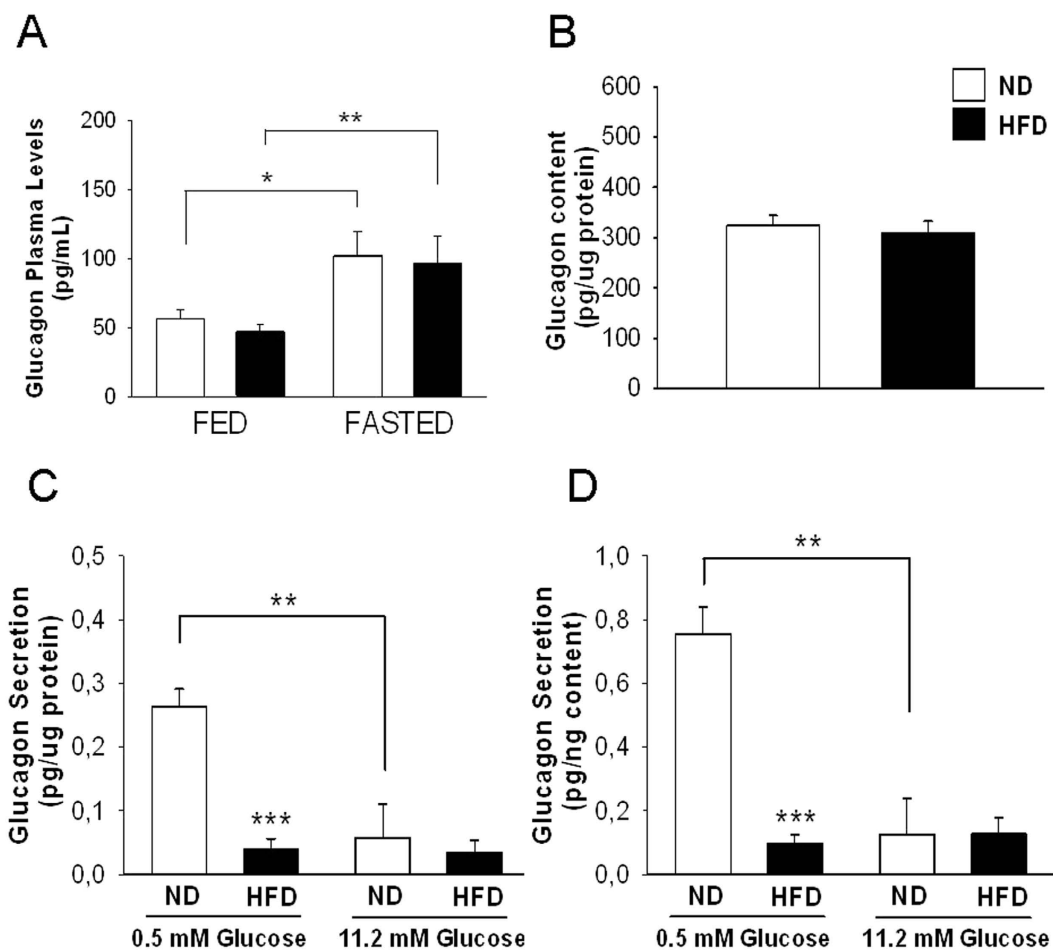 A
Glucagon Plasma Levels
(pg/mL)
200
150
100
50
0
*
**
FED
FASTED
B
Glucagon content
(pg/ug protein)
600
500
400
300
300
100
0
ND
HFD
C
Glucagon Secretion
(pg/ug protein)
0,5
0,4
0,3
0,2
0,1
0,0
**
***
ND
HFD
ND
HFD
0.5 mM Glucose
11.2 mM Glucose
D
Glucagon Secretion
(pg/ng content)
1,0
0,8
0,6
0,4
0,2
0,0
**
***
ND
HFD
ND
HFD
0.5 mM Glucose
11.2 mM Glucose